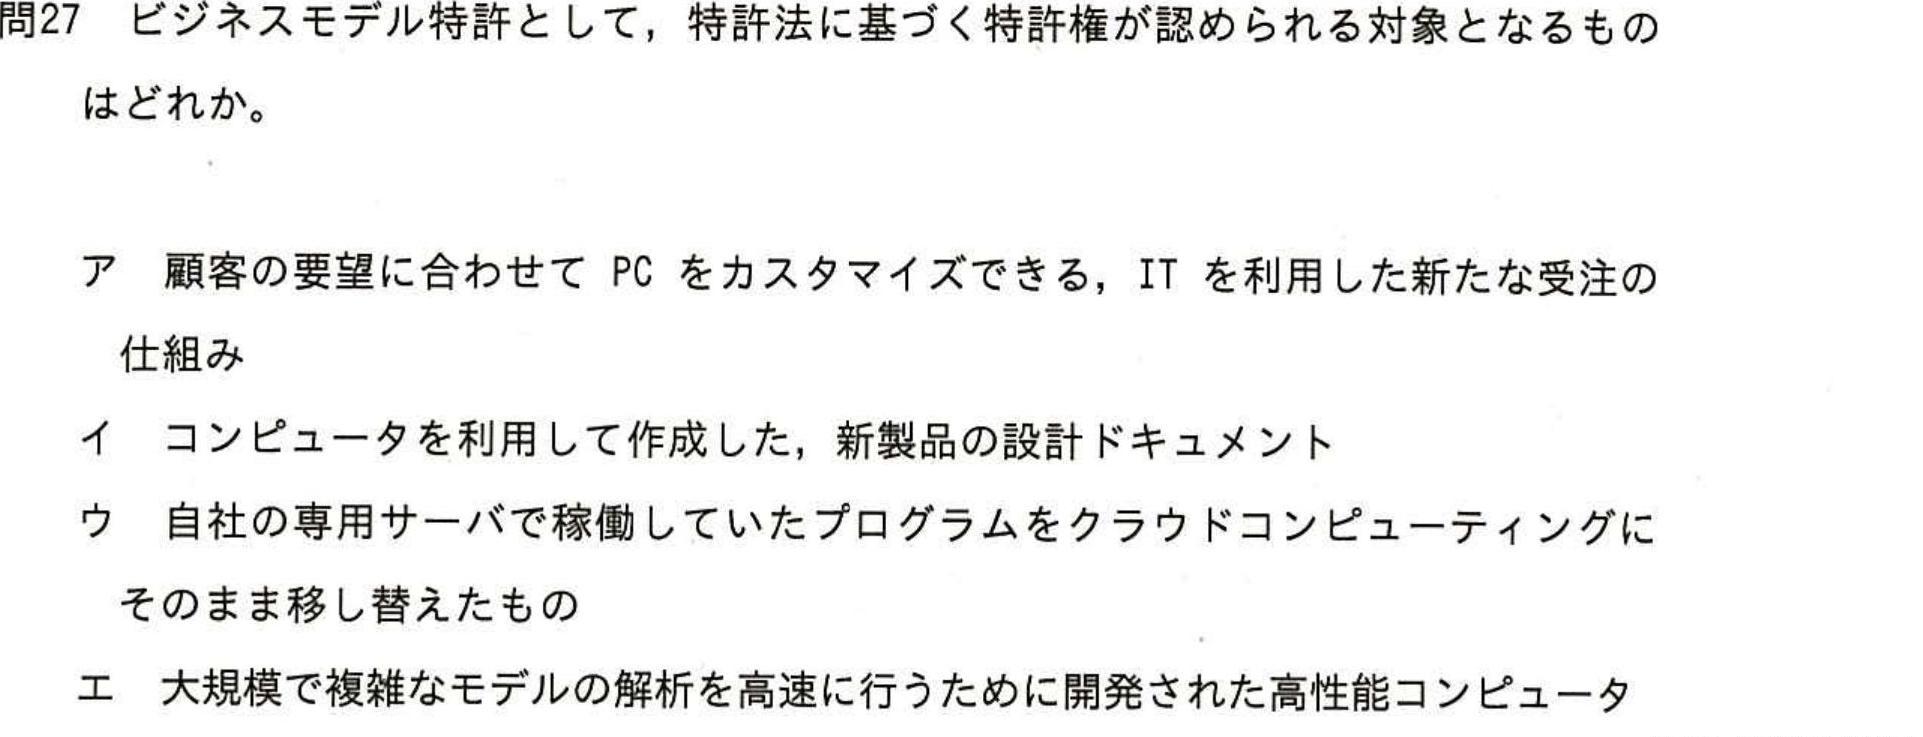 問27　ビジネスモデル特許として，特許法に基づく特許権が認められる対象となるもの
はどれか。
ア　顧客の要望に合わせて PC をカスタマイズできる，IT を利用した新たな受注の
仕組み
イ　コンピュータを利用して作成した，新製品の設計ドキュメント
ウ　自社の専用サーバで稼働していたプログラムをクラウドコンピューティングに
そのまま移し替えたもの
エ　大規模で複雑なモデルの解析を高速に行うために開発された高性能コンピュータ